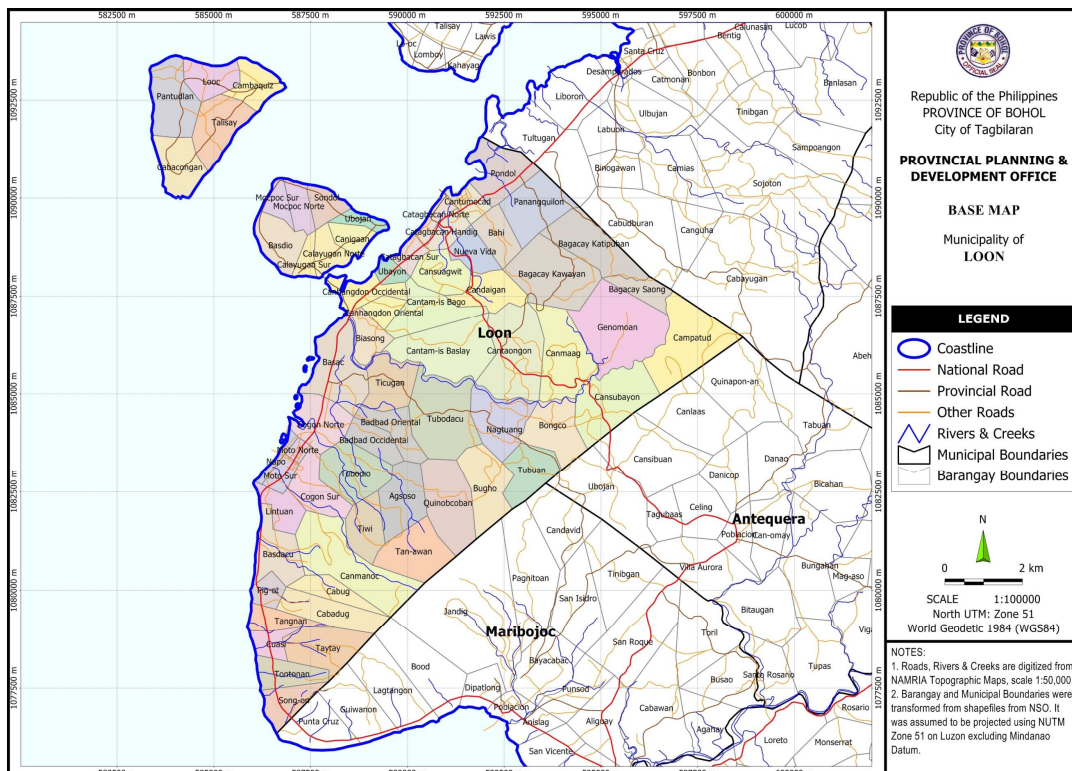 582500 m
585000 m
587500 m
590000 m
592500 m
595000 m
597500 m
600000 m
1092500 m
1090000 m
1087500 m
1085000 m
1082500 m
1080000 m
1077500 m
Talisay
Lawis
Lomboy
Kahayag
Santa Cruz
Bentig
Calunasan
Lucob
Desamparados
Catmonan
Bonbon
Banlasan
Liboron
Ubujan
Tinibgan
Tultugan
Labuon
Sampoangon
Binogawan
Camias
Sojoton
Cabudburan
Canguha
Cabayugan
Looc
Cambaquiz
Pantudlan
Talisay
Cabacongan
Mocpoc Sur
Mocpoc Norte
Sondol
Ubojan
Basdio
Canigaan
Calayugan Norte
Calayugan Sur
Pondol
Cantumocad
Panangquilon
Catagbacan Norte
Catagbacan Handig
Bahi
Nueva Vida
Bagacay Katipunan
Catagbacan Sur
Ubayon
Cansuagwit
Bagacay Kawayan
Candaigan
Bagacay Saong
Canhangdon Occidental
Cantam-is Bago
Canhangdon Oriental
Genomoan
Loon
Biasong
Campatud
Cantam-is Baslay
Cantaongon
Canmaag
Basac
Ticugan
Cansubayon
Quinapon-an
Cogon Norte
Badbad Oriental
Tubodacu
Badbad Occidental
Nagtuang
Bongco
Canlaas
Tabuan
Moto Norte
Napo
Moto Sur
Tubodio
Tubuan
Cansibuan
Danao
Danicop
Cogon Sur
Agsoso
Quinobcoban
Bugho
Ubojan
Bicahan
Lintuan
Tiwi
Tagubaas
Celing
Antequera
Poblacion
Can-omay
Basdacu
Tan-awan
Candavid
Canmanoc
Pagnitoan
Tinibgan
Villa Aurora
Bungahan
Mag-aso
Pig-ot
Cabug
San Isidro
Cabadug
Jandig
Bitaugan
Tangnan
Maribojoc
San Roque
Toril
Cuasi
Taytay
Bayacabac
Tontonan
Bood
Busao
Santo Rosario
Tupas
Song-on
Lagtangon
Dipatlong
Punsod
Guiwanon
Punta Cruz
Poblacion
Anislag
Aliguay
Cabawan
Rosario
Agahay
Loreto
Monserrat
San Vicente
PROVINCE OF BOHOL
OFFICIAL SEAL
Republic of the Philippines
PROVINCE OF BOHOL
City of Tagbilaran
PROVINCIAL PLANNING &
DEVELOPMENT OFFICE
BASE MAP
Municipality of
LOON
LEGEND
Coastline
National Road
Provincial Road
Other Roads
Rivers & Creeks
Municipal Boundaries
Barangay Boundaries
N
0 2 km
SCALE 1:100000
North UTM: Zone 51
World Geodetic 1984 (WGS84)
NOTES:
1. Roads, Rivers & Creeks are digitized from
NAMRIA Topographic Maps, scale 1:50,000
2. Barangay and Municipal Boundaries were
transformed from shapefiles from NSO. It
was assumed to be projected using NUTM
Zone 51 on Luzon excluding Mindanao
Datum.